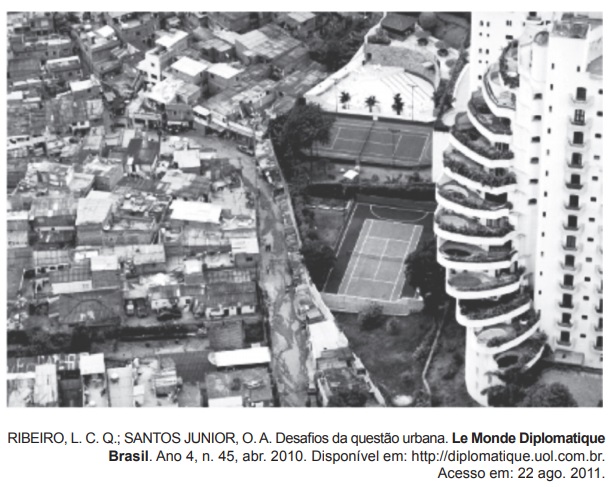 RIBEIRO, L. C. Q.; SANTOS JUNIOR, O. A. Desafios da questão urbana. Le Monde Diplomatique
Brasil. Ano 4, n. 45, abr. 2010. Disponível em: http://diplomatique.uol.com.br.
Acesso em: 22 ago. 2011.